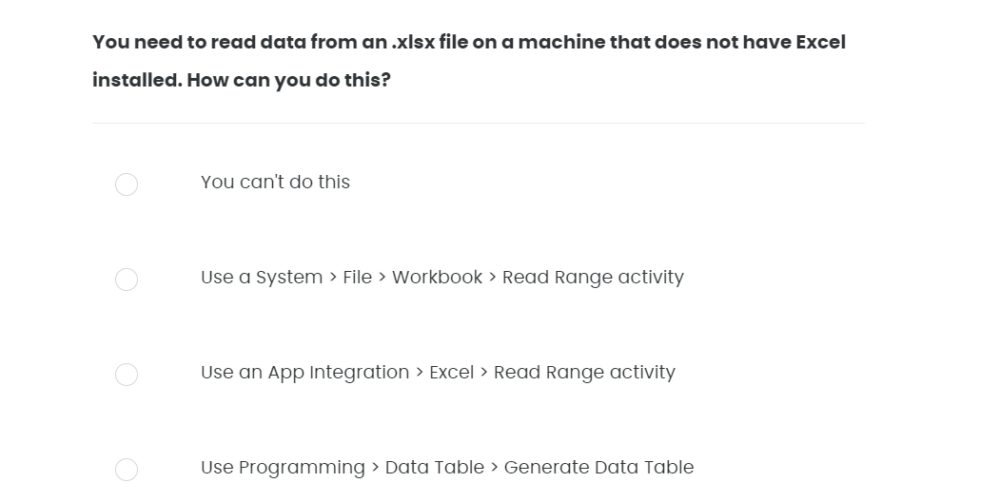 You need to read data from an .xlsx file on a machine that does not have Excel
installed. How can you do this?
You can't do this
Use a System > File > Workbook > Read Range activity
Use an App Integration > Excel > Read Range activity
Use Programming > Data Table > Generate Data Table